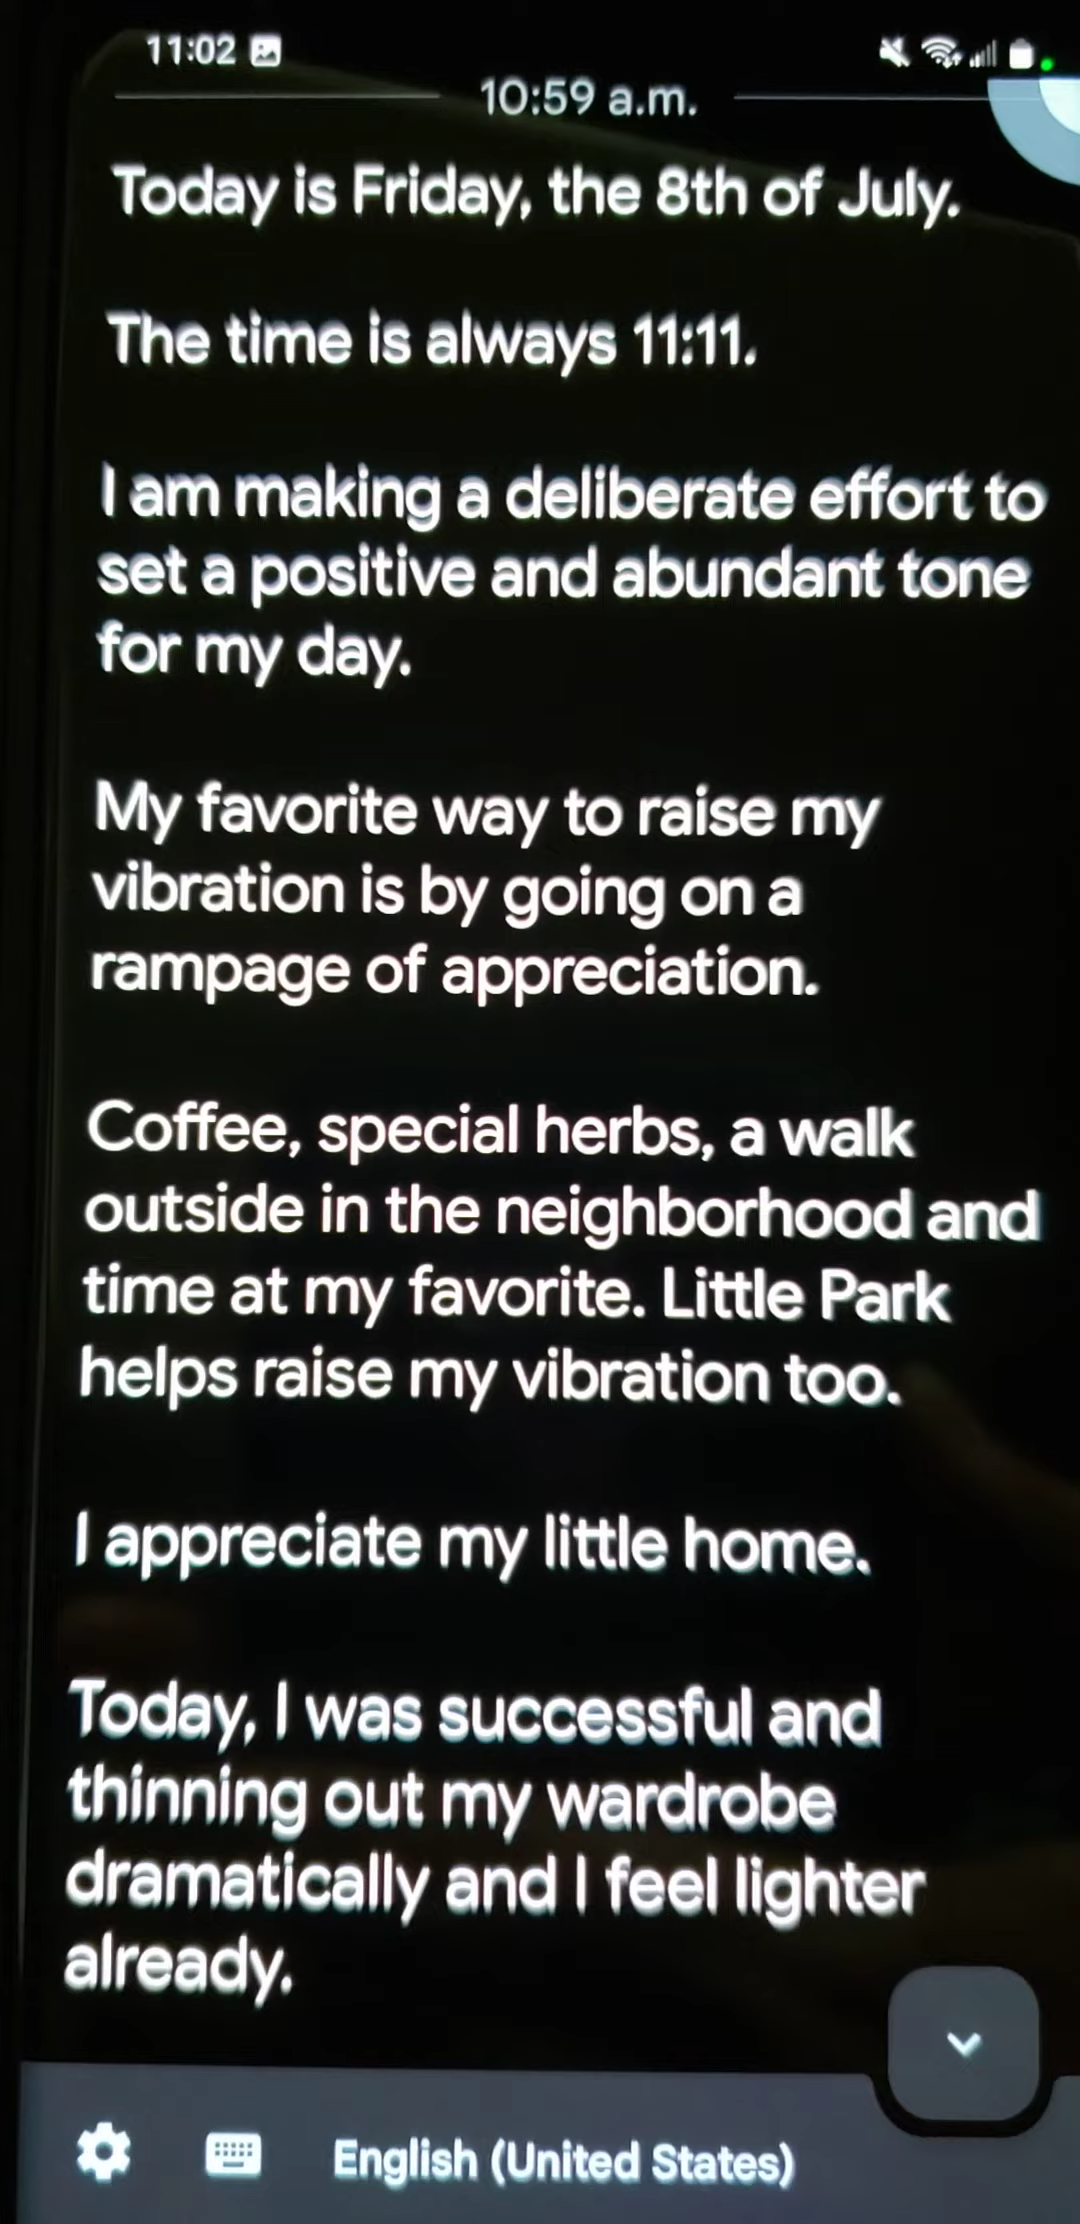 11:02
10:59 a.m.
Today is Friday, the 8th of July.
The time is always 11:11.
I am making a deliberate effort to
set a positive and abundant tone
for my day.
My favorite way to raise my
vibration is by going on a
rampage of appreciation.
Coffee, special herbs, a walk
outside in the neighborhood and
time at my favorite. Little Park
helps raise my vibration too.
I appreciate my little home.
Today, I was successful and
thinning out my wardrobe
dramatically and I feel lighter
already.
English (United States)